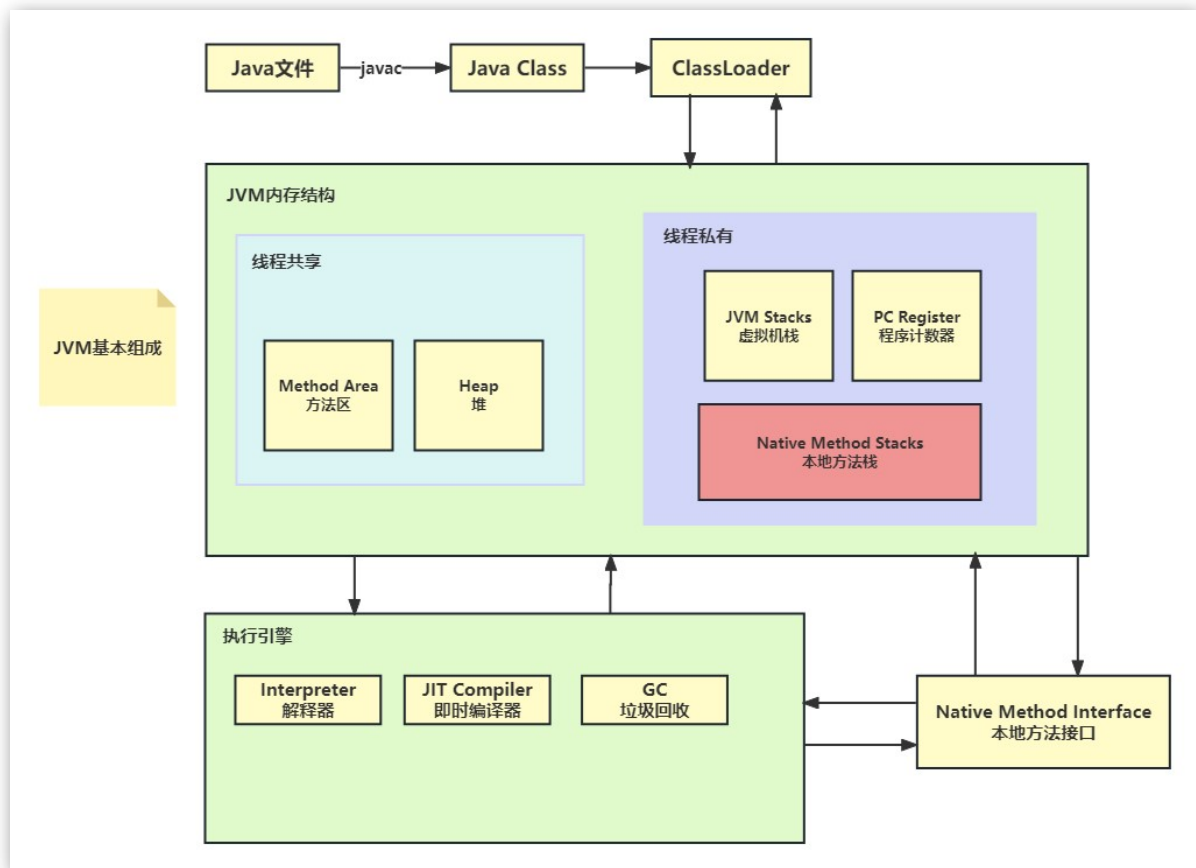 Java文件
javac
Java Class
ClassLoader
JVM内存结构
线程共享
线程私有
JVM Stacks
虚拟机栈
PC Register
程序计数器
JVM基本组成
Method Area
方法区
Heap
堆
Native Method Stacks
本地方法栈
执行引擎
Interpreter
解释器
JIT Compiler
即时编译器
GC
垃圾回收
Native Method Interface
本地方法接口